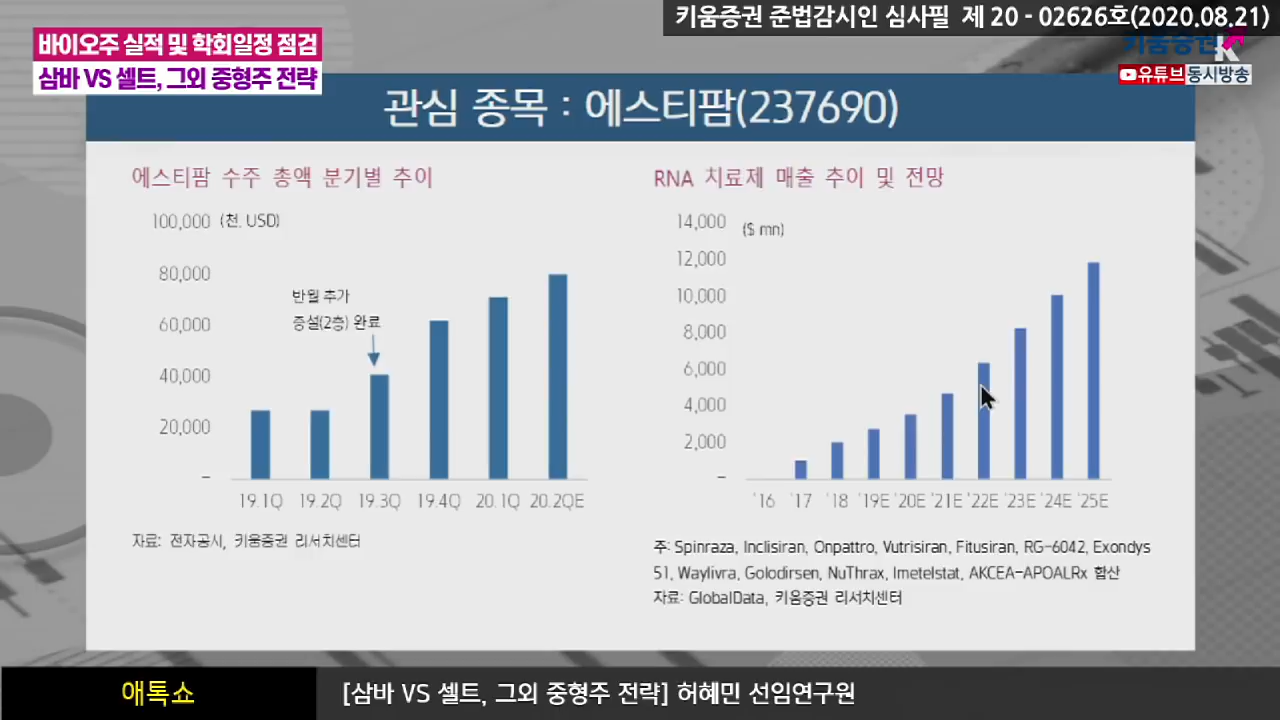 키움증권 준법감시인 심사필 제 20 - 02626호(2020.08.21)
바이오주 실적 및 학회일정 점검
삼바 VS 셀트, 그외 중형주 전략
키움증권
유튜브 동시방송
관심 종목 : 에스티팜(237690)
에스티팜 수주 총액 분기별 추이
100,000 (천, USD)
80,000
60,000
40,000
20,000
–
반월 추가
증설(2층) 완료
19.1Q 19.2Q 19.3Q 19.4Q 20.1Q 20.2QE
자료: 전자공시, 키움증권 리서치센터
RNA 치료제 매출 추이 및 전망
14,000 ($ mn)
12,000
10,000
8,000
6,000
4,000
2,000
–
'16 '17 '18 '19E '20E '21E '22E '23E '24E '25E
주: Spinraza, Inclisiran, Onpattro, Vutrisiran, Fitusiran, RG-6042, Exondys
51, Waylivra, Golodirsen, NuThrax, Imetelstat, AKCEA-APOALRx 합산
자료: GlobalData, 키움증권 리서치센터
애톡쇼
[삼바 VS 셀트, 그외 중형주 전략] 허혜민 선임연구원